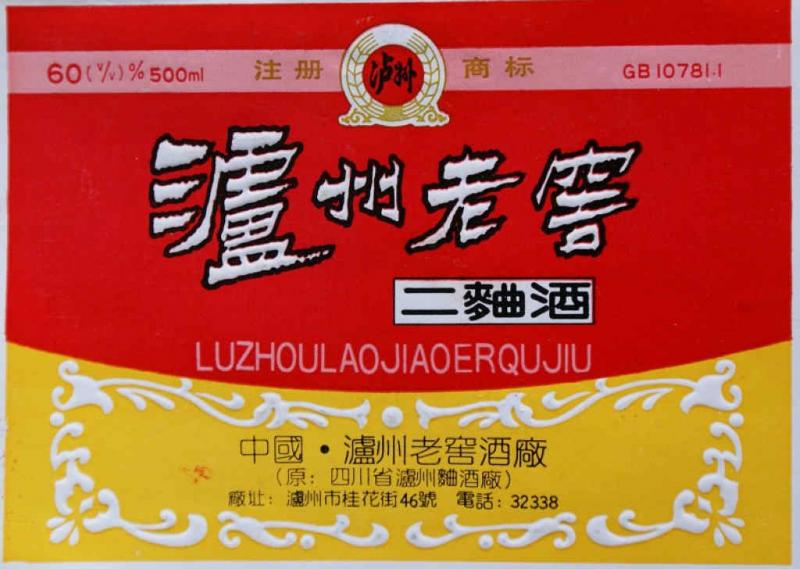 60(V/V)% 500ml 注册 泸州 商标 GB 10781.1
瀘州老窖
二麯酒
LUZHOULAOJIAOERQUJIU
中國·瀘州老窖酒廠
(原：四川省瀘州麯酒廠)
廠址：瀘州市桂花街46號 電話：32338